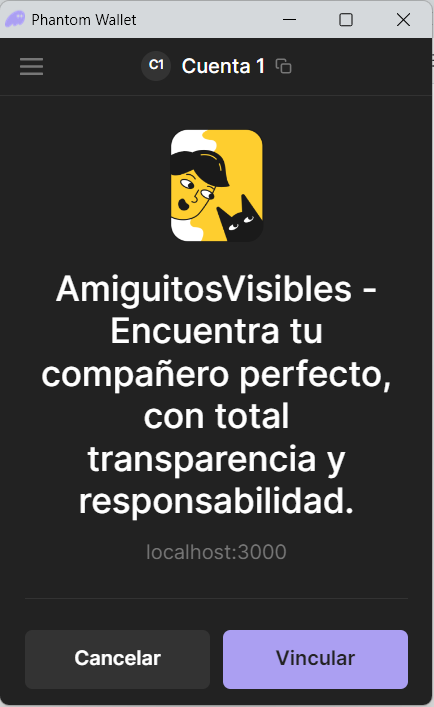 Phantom Wallet
C1 Cuenta 1
AmiguitosVisibles -
Encuentra tu
compañero perfecto,
con total
transparencia y
responsabilidad.
localhost:3000
Cancelar
Vincular